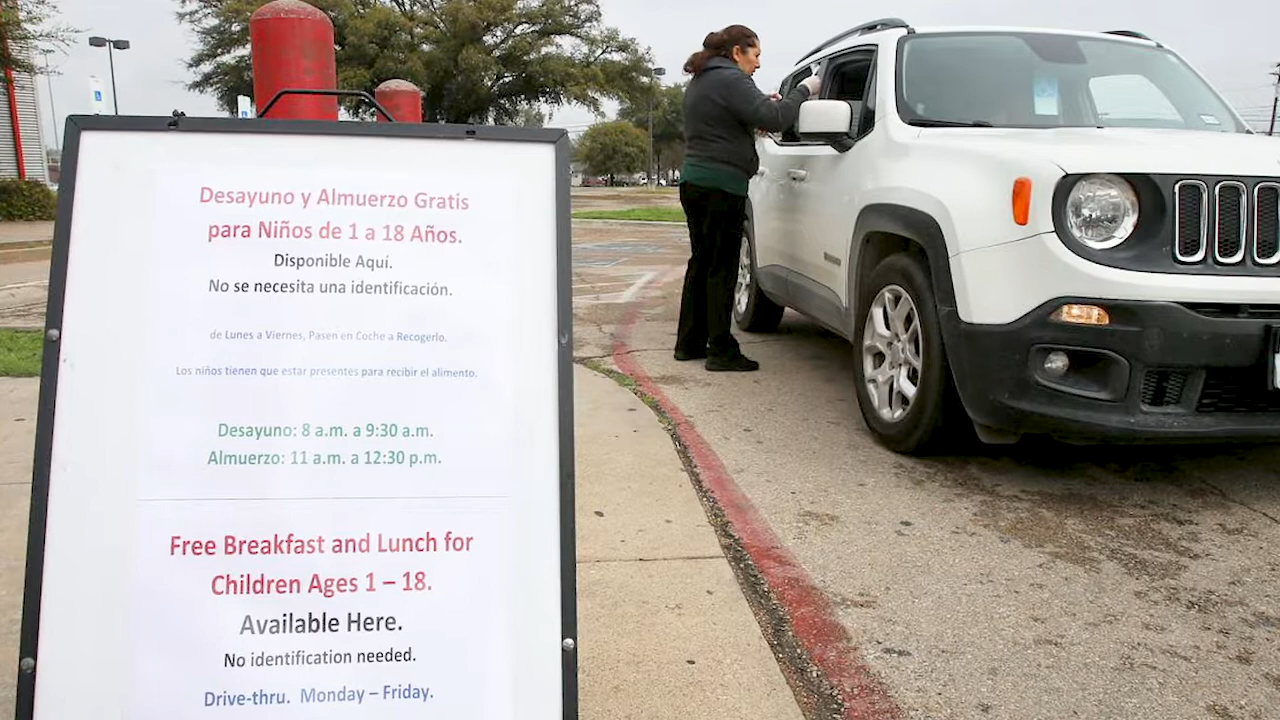 Desayuno y Almuerzo Gratis
para Niños de 1 a 18 Años.
Disponible Aquí.
No se necesita una identificación.
de Lunes a Viernes, Pasen en Coche a Recogerlo.
Los niños tienen que estar presentes para recibir el alimento.
Desayuno: 8 a.m. a 9:30 a.m.
Almuerzo: 11 a.m. a 12:30 p.m.
Free Breakfast and Lunch for
Children Ages 1 – 18.
Available Here.
No identification needed.
Drive-thru. Monday – Friday.